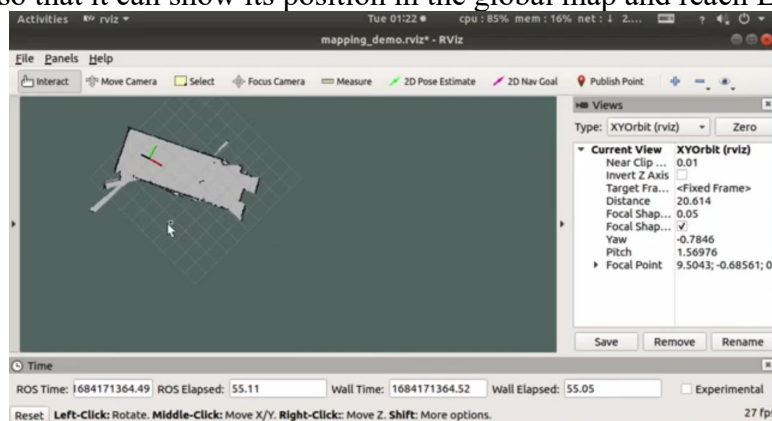 so that it can show its position in the global map and reach
Activities rviz Tue 01:22 cpu : 85% mem : 16% net : ↓ 2.... ?
mapping_demo.rviz* - RViz
File Panels Help
Interact Move Camera Select Focus Camera Measure 2D Pose Estimate 2D Nav Goal Publish Point
Views
Type: XYOrbit (rviz) Zero
Current View XYOrbit (rviz)
Near Clip ... 0.01
Invert Z Axis
Target Fra... <Fixed Frame>
Distance 20.614
Focal Shap... 0.05
Focal Shap... ✓
Yaw -0.7846
Pitch 1.56976
Focal Point 9.5043; -0.68561; 0
Save Remove Rename
Time
ROS Time: 1684171364.49 ROS Elapsed: 55.11 Wall Time: 1684171364.52 Wall Elapsed: 55.05 Experimental
Reset Left-Click: Rotate. Middle-Click: Move X/Y. Right-Click:: Move Z. Shift: More options. 27 fps